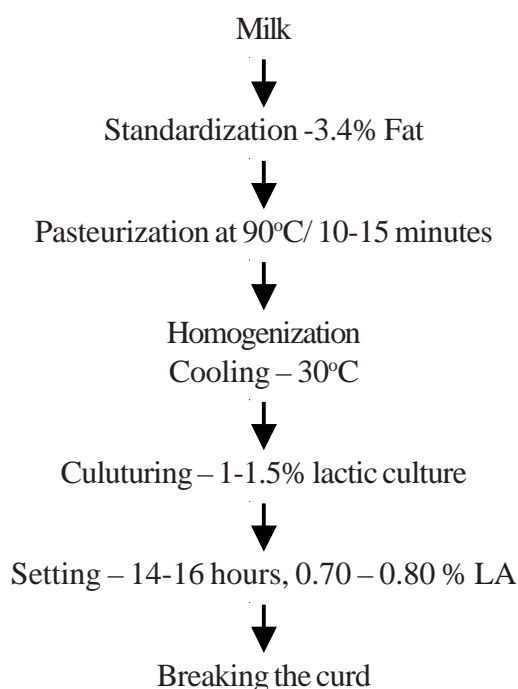 Milk
Standardization -3.4% Fat
Pasteurization at 90°C/ 10-15 minutes
Homogenization
Cooling – 30°C
Culuturing – 1-1.5% lactic culture
Setting – 14-16 hours, 0.70 – 0.80 % LA
Breaking the curd